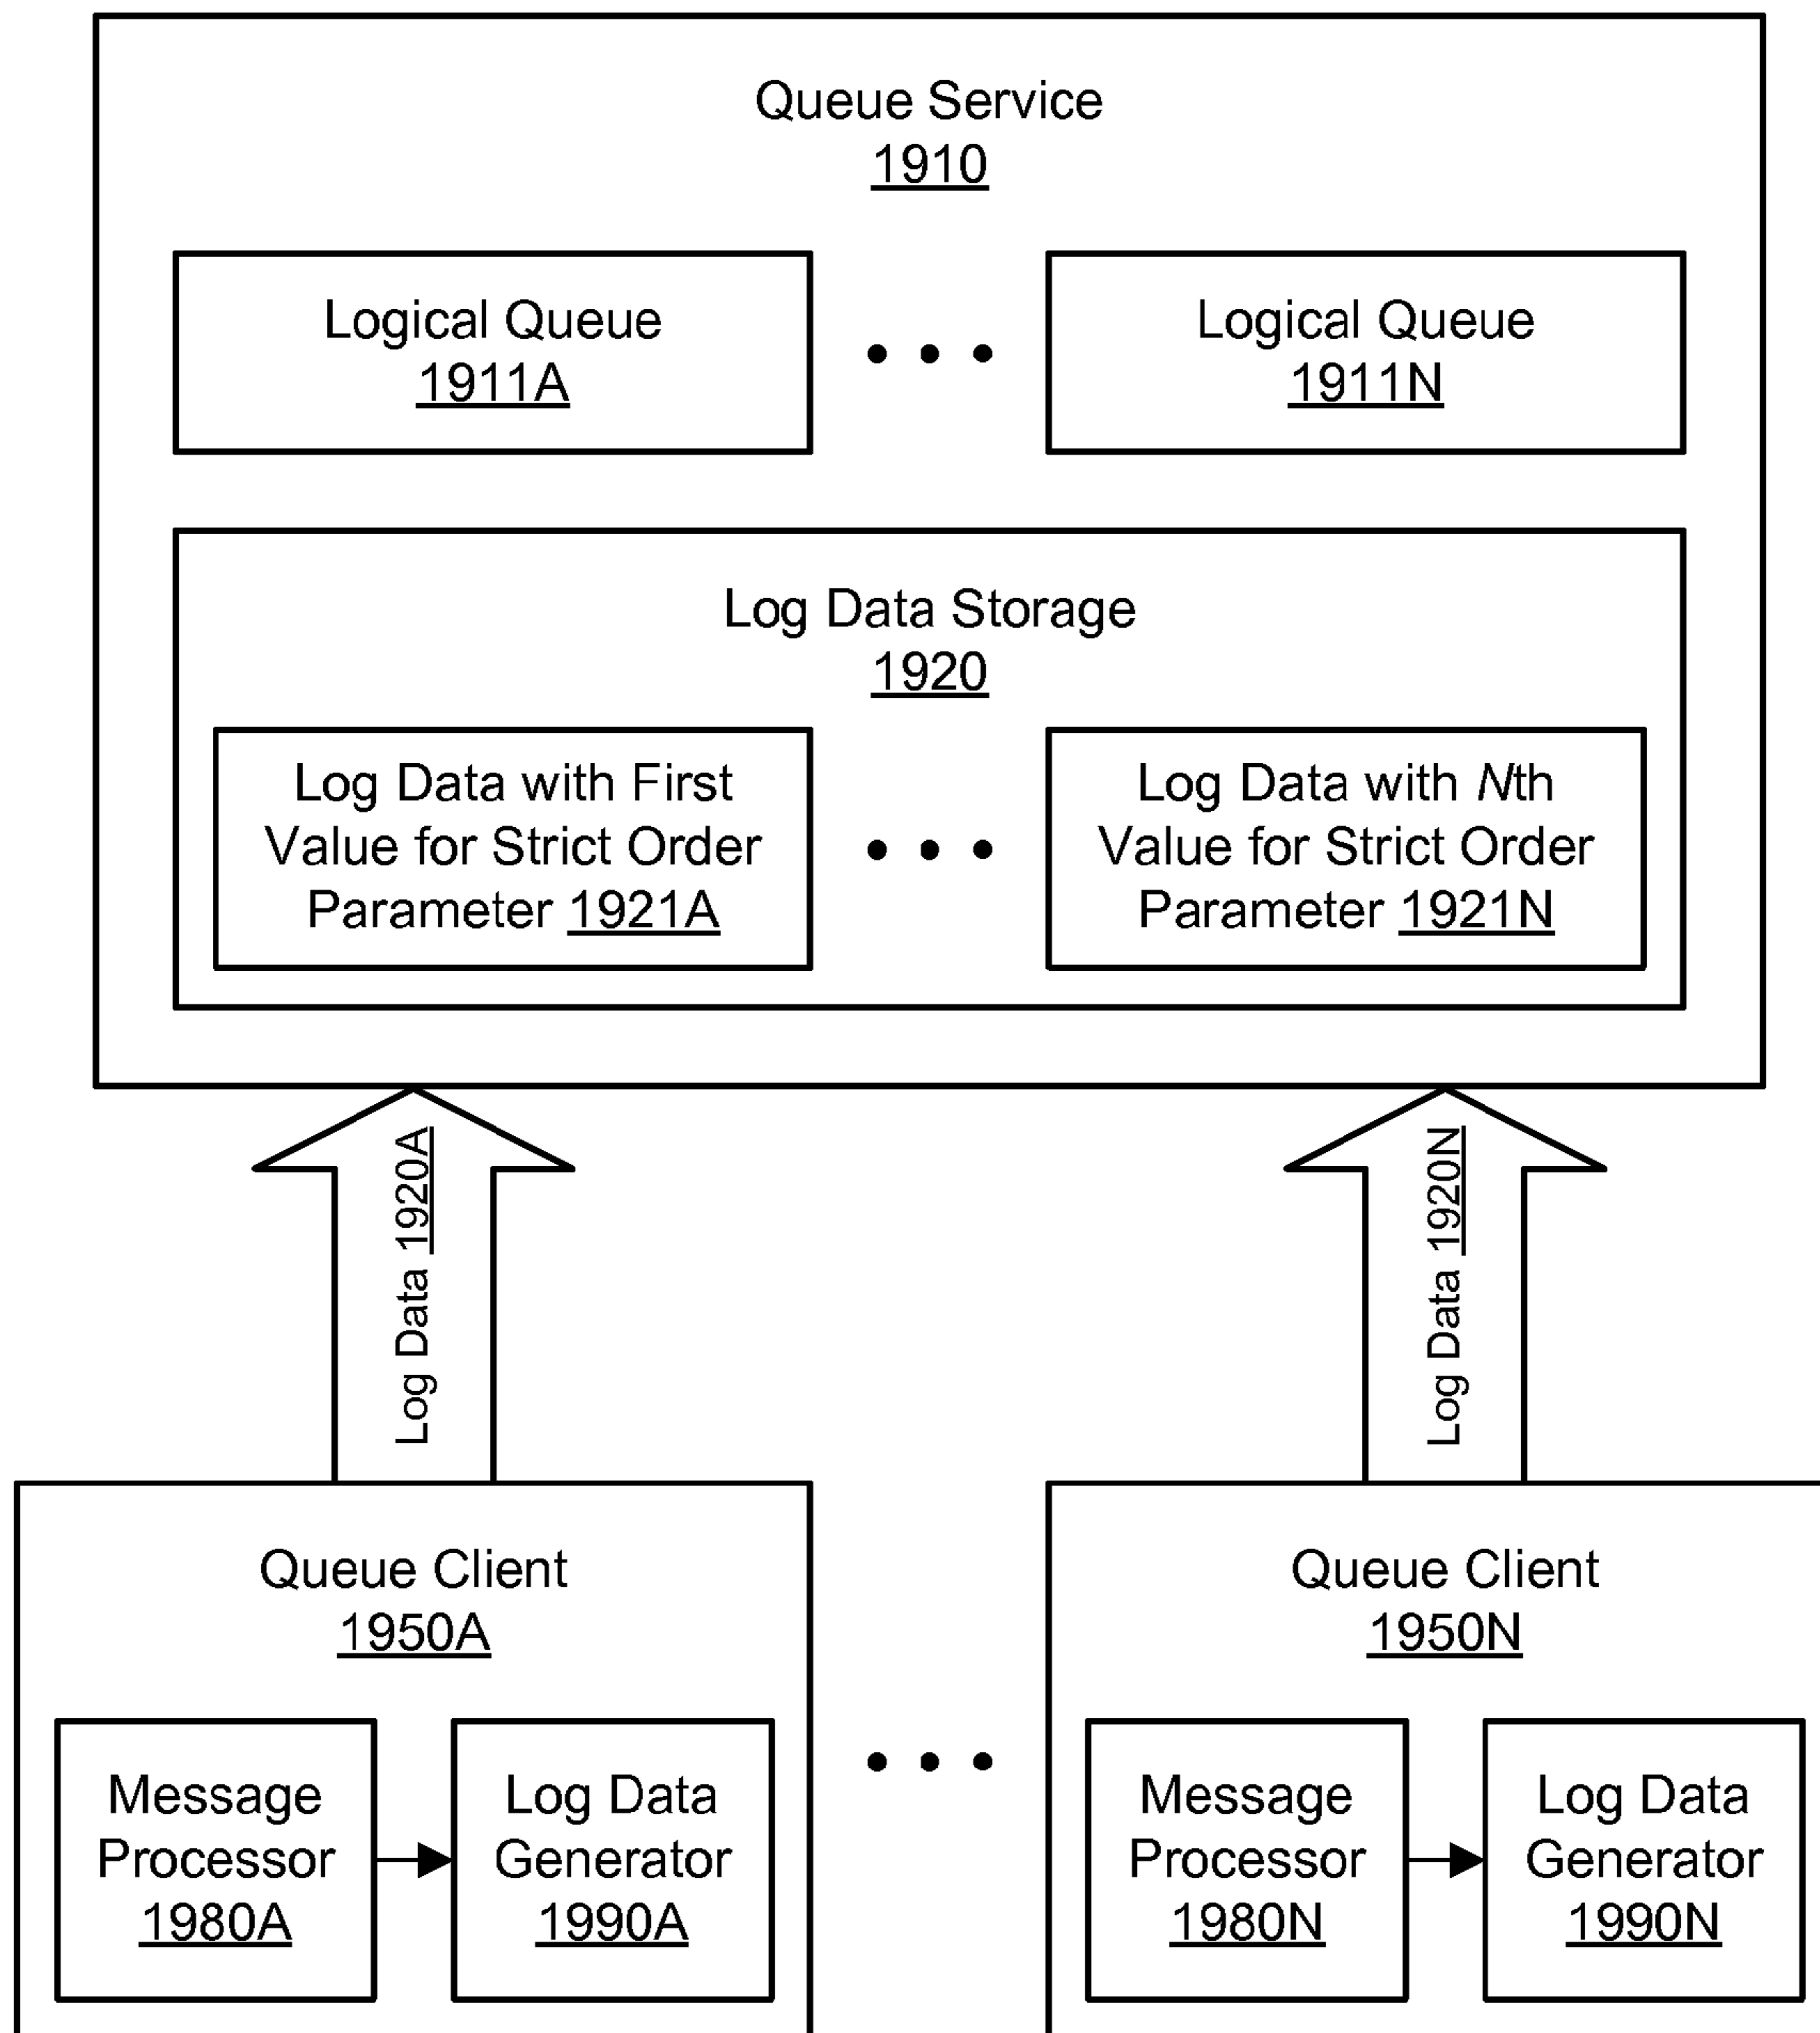 Queue Service
1910
Logical Queue
1911A
Logical Queue
1911N
Log Data Storage
1920
Log Data with First
Value for Strict Order
Parameter 1921A
Log Data with Nth
Value for Strict Order
Parameter 1921N
Log Data 1920A
Log Data 1920N
Queue Client
1950A
Message
Processor
1980A
Log Data
Generator
1990A
Queue Client
1950N
Message
Processor
1980N
Log Data
Generator
1990N